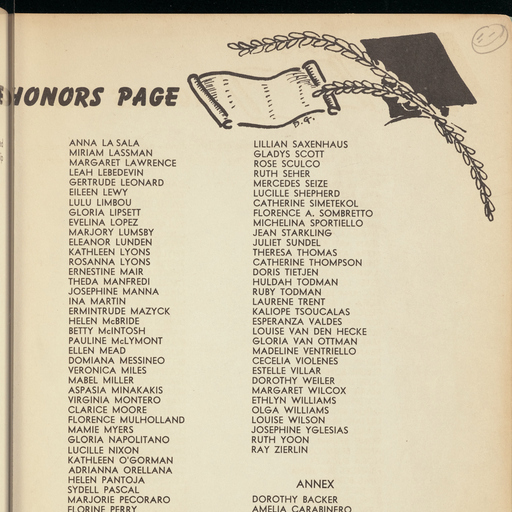 HONORS PAGE
D.G.
ANNA LA SALA
MIRIAM LASSMAN
MARGARET LAWRENCE
LEAH LEBEDEVIN
GERTRUDE LEONARD
EILEEN LEWY
LULU LIMBOU
GLORIA LIPSETT
EVELINA LOPEZ
MARJORY LUMSBY
ELEANOR LUNDEN
KATHLEEN LYONS
ROSANNA LYONS
ERNESTINE MAIR
THEDA MANFREDI
JOSEPHINE MANNA
INA MARTIN
ERMINTRUDE MAZYCK
HELEN McBRIDE
BETTY McINTOSH
PAULINE McLYMONT
ELLEN MEAD
DOMIANA MESSINEO
VERONICA MILES
MABEL MILLER
ASPASIA MINAKAKIS
VIRGINIA MONTERO
CLARICE MOORE
FLORENCE MULHOLLAND
MAMIE MYERS
GLORIA NAPOLITANO
LUCILLE NIXON
KATHLEEN O'GORMAN
ADRIANNA ORELLANA
HELEN PANTOJA
SYDELL PASCAL
MARJORIE PECORARO
FLORINE PERRY
LILLIAN SAXENHAUS
GLADYS SCOTT
ROSE SCULCO
RUTH SEHER
MERCEDES SEIZE
LUCILLE SHEPHERD
CATHERINE SIMETEKOL
FLORENCE A. SOMBRETTO
MICHELINA SPORTIELLO
JEAN STARKLING
JULIET SUNDEL
THERESA THOMAS
CATHERINE THOMPSON
DORIS TIETJEN
HULDAH TODMAN
RUBY TODMAN
LAURENE TRENT
KALIOPE TSOUCALAS
ESPERANZA VALDES
LOUISE VAN DEN HECKE
GLORIA VAN OTTMAN
MADELINE VENTRIELLO
CECELIA VIOLENES
ESTELLE VILLAR
DOROTHY WEILER
MARGARET WILCOX
ETHLYN WILLIAMS
OLGA WILLIAMS
LOUISE WILSON
JOSEPHINE YGLESIAS
RUTH YOON
RAY ZIERLIN
ANNEX
DOROTHY BACKER
AMELIA CARABINERO